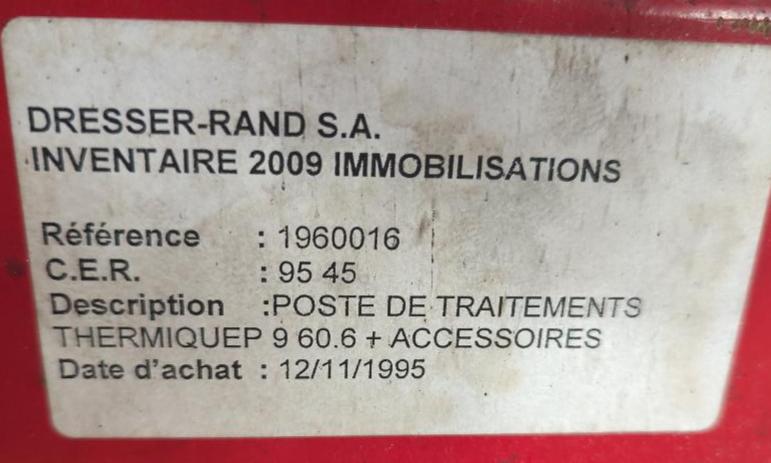 DRESSER-RAND S.A.
INVENTAIRE 2009 IMMOBILISATIONS
Référence : 1960016
C.E.R. : 95 45
Description :POSTE DE TRAITEMENTS
THERMIQUEP 9 60.6 + ACCESSOIRES
Date d'achat : 12/11/1995